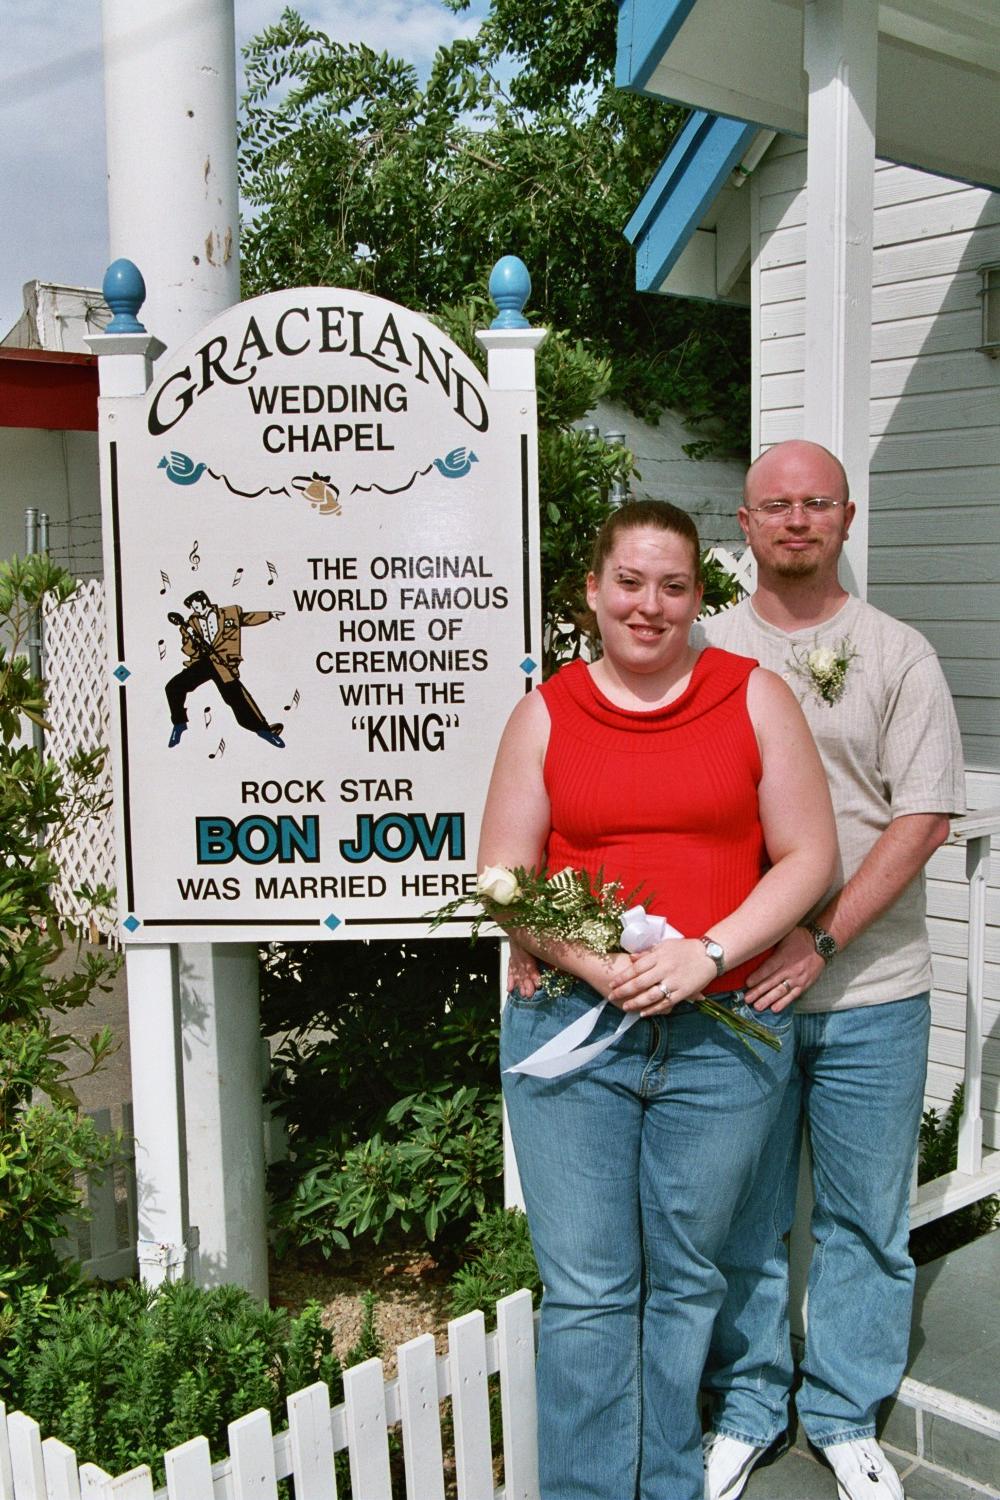 GRACELAND
WEDDING
CHAPEL
THE ORIGINAL
WORLD FAMOUS
HOME OF
CEREMONIES
WITH THE
"KING"
ROCK STAR
BON JOVI
WAS MARRIED HERE